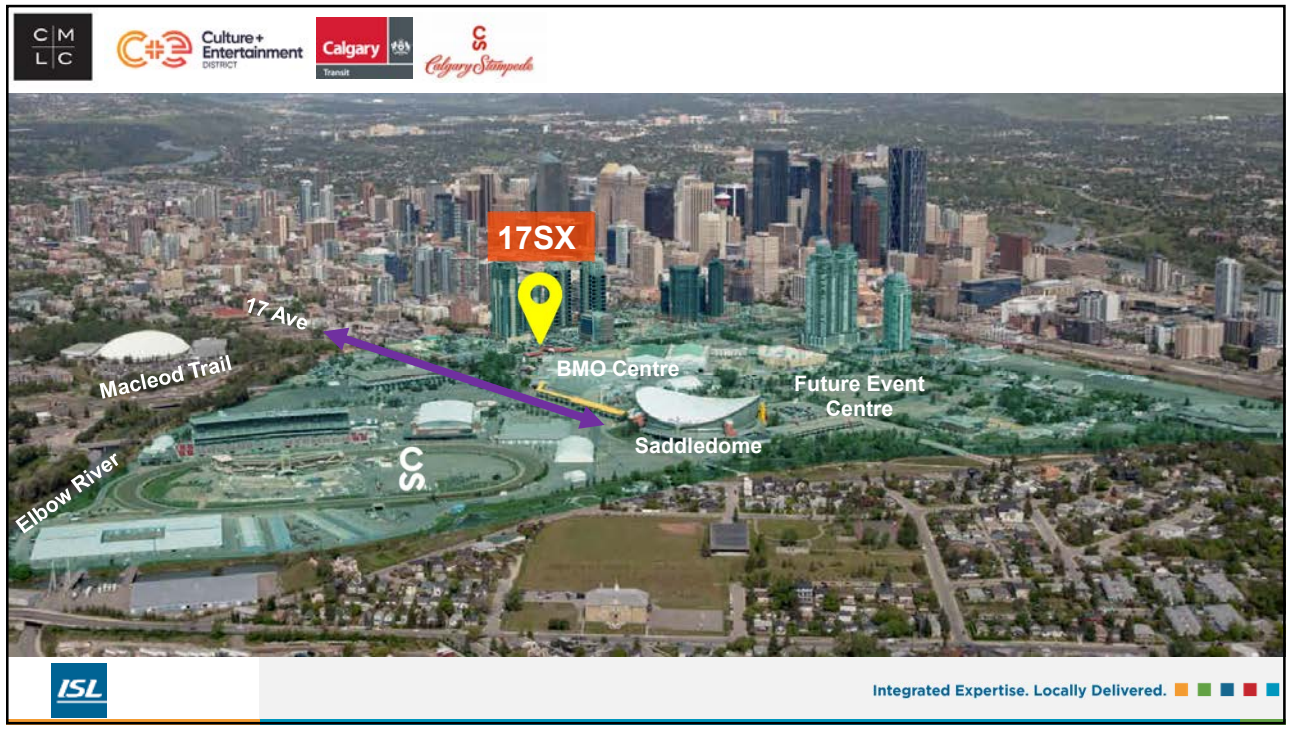 C M
L C
C+E
Culture +
Entertainment
DISTRICT
Calgary
Transit
CS
Calgary Stampede
17SX
17 Ave
BMO Centre
Macleod Trail
Future Event
Centre
Saddledome
CS
Elbow River
ISL
Integrated Expertise. Locally Delivered.